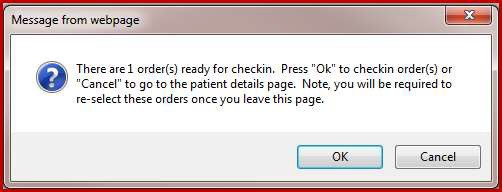 Message from webpage
There are 1 order(s) ready for checkin. Press "Ok" to checkin order(s) or
"Cancel" to go to the patient details page. Note, you will be required to
re-select these orders once you leave this page.
OK
Cancel